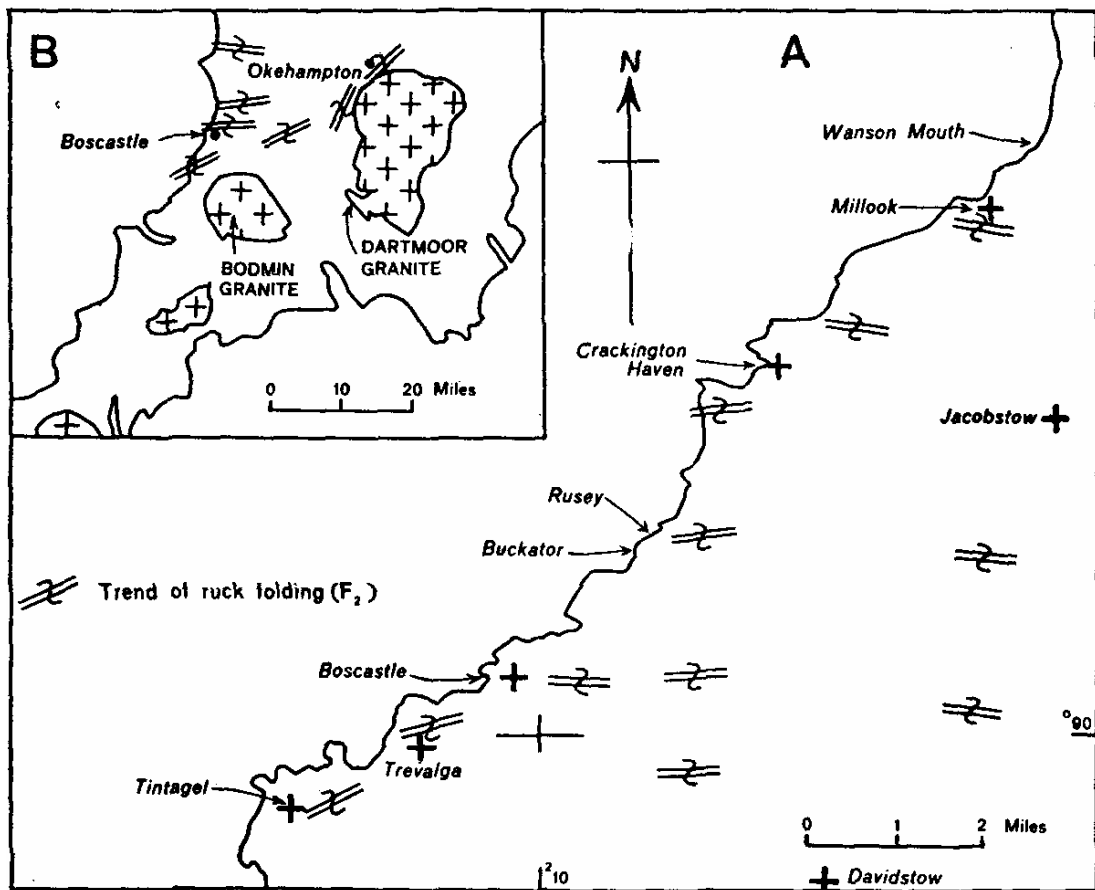 B
Okehampton
Boscastle
BODMIN
GRANITE
DARTMOOR
GRANITE
0 10 20 Miles
A
N
Wanson Mouth
Millook
Crackington
Haven
Jacobstow
Rusey
Buckator
Trend of ruck folding (F2)
Boscastle
°90
Trevalga
Tintagel
0 1 2 Miles
²10
Davidstow